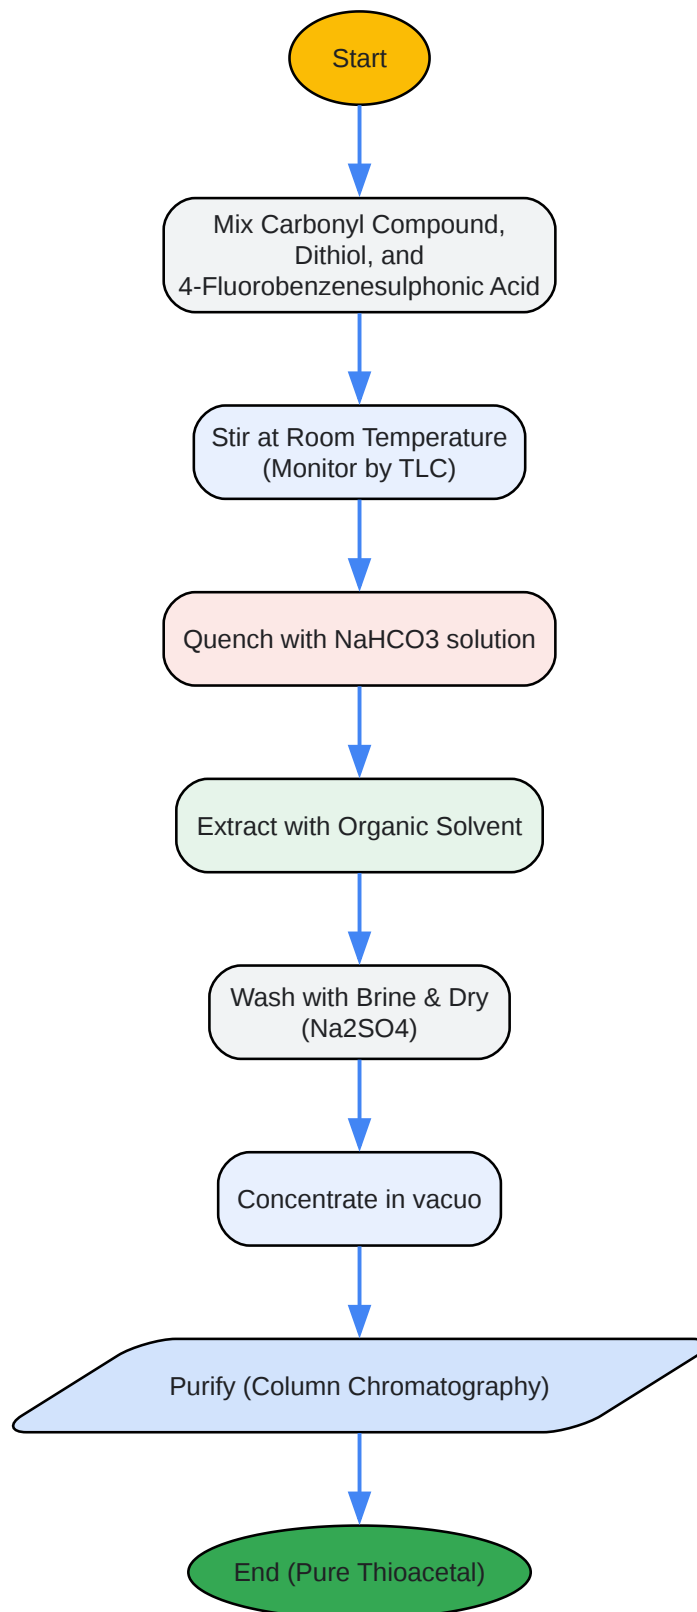 Start
Mix Carbonyl Compound,
Dithiol, and
4-Fluorobenzenesulphonic Acid
Stir at Room Temperature
(Monitor by TLC)
Quench with NaHCO3 solution
Extract with Organic Solvent
Wash with Brine & Dry
(Na2SO4)
Concentrate in vacuo
Purify (Column Chromatography)
End (Pure Thioacetal)